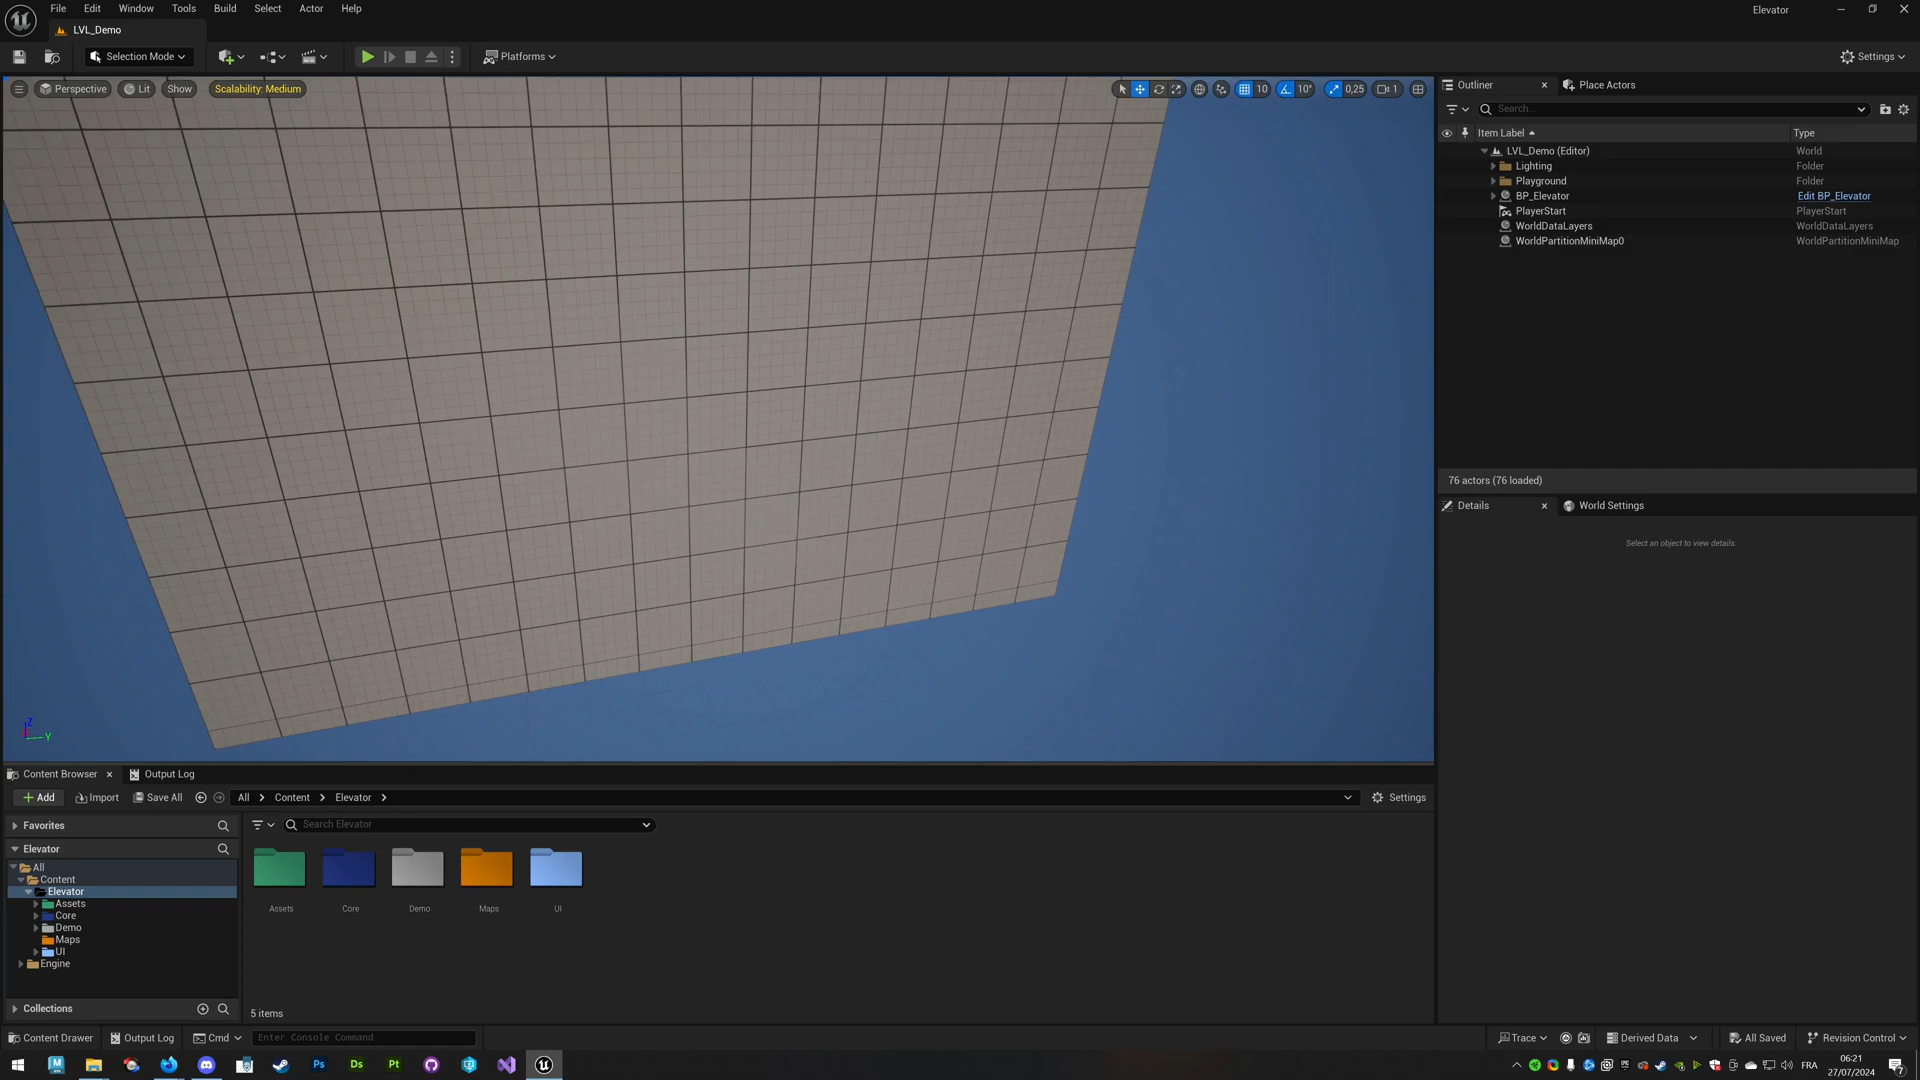 File Edit Window Tools Build Select Actor Help
Elevator
LVL_Demo
Selection Mode
Platforms
Settings
Perspective
Lit
Show
Scalability: Medium
10
10°
0,25
1
Outliner
Place Actors
Search...
Item Label
Type
LVL_Demo (Editor)
World
Lighting
Folder
Playground
Folder
BP_Elevator
Edit BP_Elevator
PlayerStart
PlayerStart
WorldDataLayers
WorldDataLayers
WorldPartitionMiniMap0
WorldPartitionMiniMap
76 actors (76 loaded)
Details
World Settings
Select an object to view details.
Z
Y
Content Browser
Output Log
Add
Import
Save All
All
Content
Elevator
Settings
Favorites
Search Elevator
Elevator
All
Content
Elevator
Assets
Core
Demo
Maps
UI
Engine
Assets
Core
Demo
Maps
UI
Collections
5 items
Content Drawer
Output Log
Cmd
Enter Console Command
Trace
Derived Data
All Saved
Revision Control
Ps
Ds
Pt
FRA
06:21
27/07/2024
7